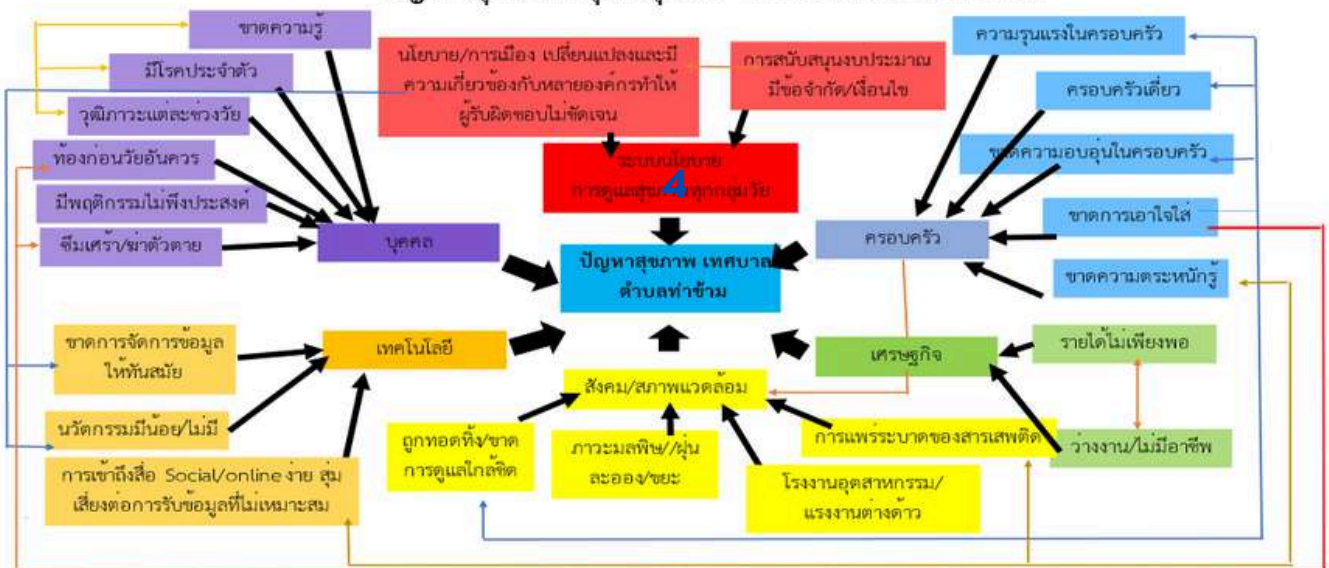 ขาดความรู้
มีโรคประจำตัว
วุฒิภาวะแต่ละช่วงวัย
ท้องก่อนวัยอันควร
มีพฤติกรรมไม่พึงประสงค์
ซึมเศร้า/ฆ่าตัวตาย
นโยบาย/การเมือง เปลี่ยนแปลงและมี
ความเกี่ยวข้องกับหลายองค์กรทำให้
ผู้รับผิดชอบไม่ชัดเจน
การสนับสนุนงบประมาณ
มีข้อจำกัด/เงื่อนไข
ระบบนโยบาย
การดูแลสุขภาพทุกกลุ่มวัย
4
ความรุนแรงในครอบครัว
ครอบครัวเดี่ยว
ขาดความอบอุ่นในครอบครัว
ขาดการเอาใจใส่
ขาดความตระหนักรู้
บุคคล
ปัญหาสุขภาพ เทศบาล
ตำบลท่าข้าม
ครอบครัว
ขาดการจัดการข้อมูล
ให้ทันสมัย
นวัตกรรมมีน้อย/ไม่มี
การเข้าถึงสื่อ Social/online ง่าย สุ่ม
เสี่ยงต่อการรับข้อมูลที่ไม่เหมาะสม
เทคโนโลยี
สังคม/สภาพแวดล้อม
เศรษฐกิจ
รายได้ไม่เพียงพอ
ว่างงาน/ไม่มีอาชีพ
ถูกทอดทิ้ง/ขาด
การดูแลใกล้ชิด
ภาวะมลพิษ//ฝุ่น
ละออง/ขยะ
โรงงานอุตสาหกรรม/
แรงงานต่างด้าว
การแพร่ระบาดของสารเสพติด